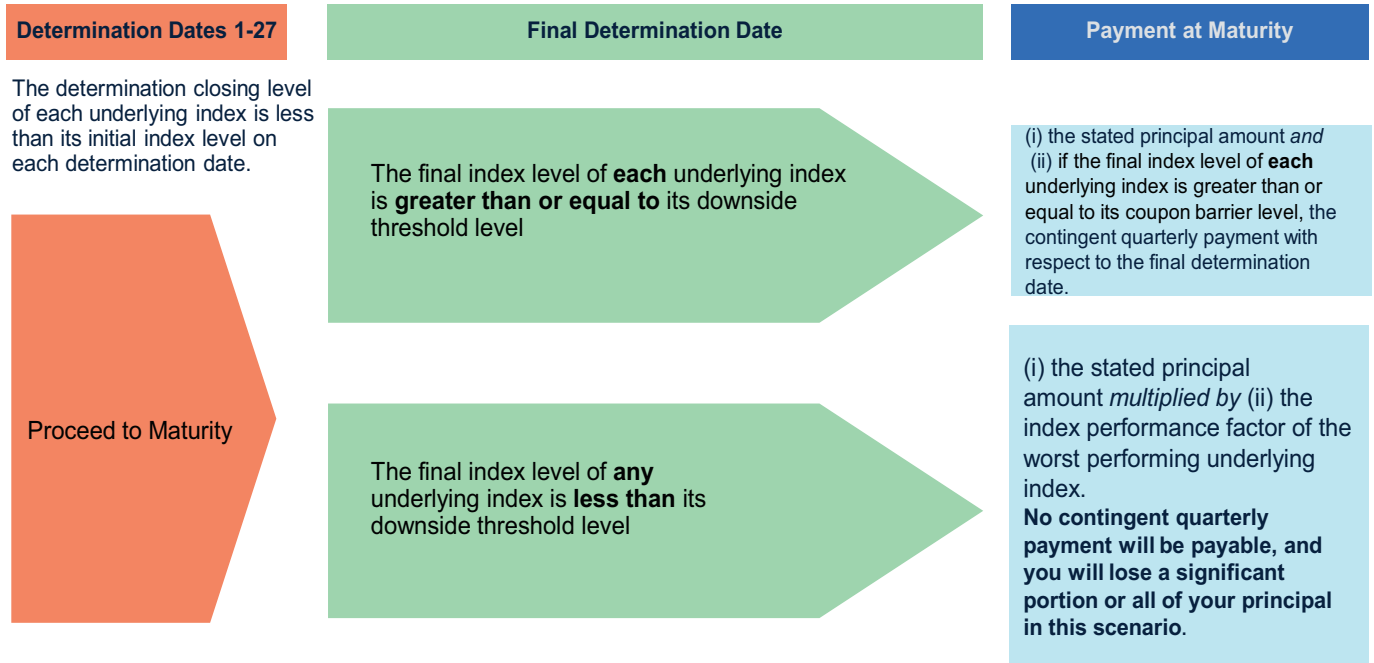 Determination Dates 1-27
Final Determination Date
Payment at Maturity
The determination closing level
of each underlying index is less
than its initial index level on
each determination date.
Proceed to Maturity
The final index level of each underlying index
is greater than or equal to its downside
threshold level
(i) the stated principal amount and
(ii) if the final index level of each
underlying index is greater than or
equal to its coupon barrier level, the
contingent quarterly payment with
respect to the final determination
date.
The final index level of any
underlying index is less than its
downside threshold level
(i) the stated principal
amount multiplied by (ii) the
index performance factor of the
worst performing underlying
index.
No contingent quarterly
payment will be payable, and
you will lose a significant
portion or all of your principal
in this scenario.